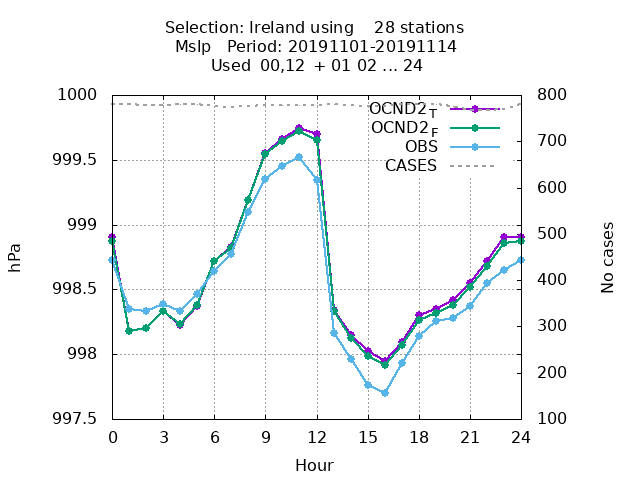 Selection: Ireland using    28 stations
Mslp   Period: 20191101-20191114
Used  00,12  + 01 02 ... 24
1000
999.5
999
998.5
998
997.5
800
700
600
500
400
300
200
100
OCND2T
OCND2F
OBS
CASES
hPa
No cases
0 3 6 9 12 15 18 21 24
Hour